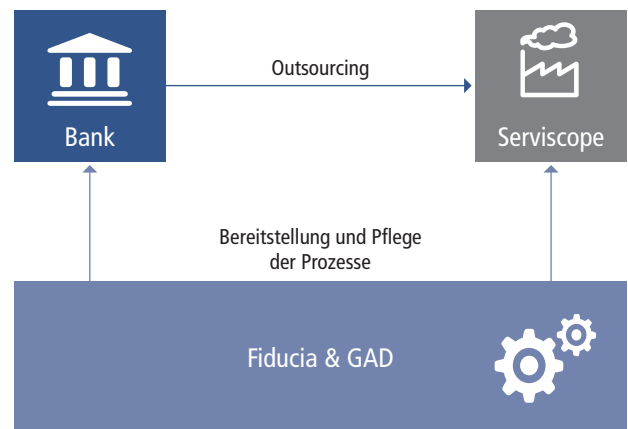 Outsourcing
Bank
Serviscope
Bereitstellung und Pflege
der Prozesse
Fiducia & GAD